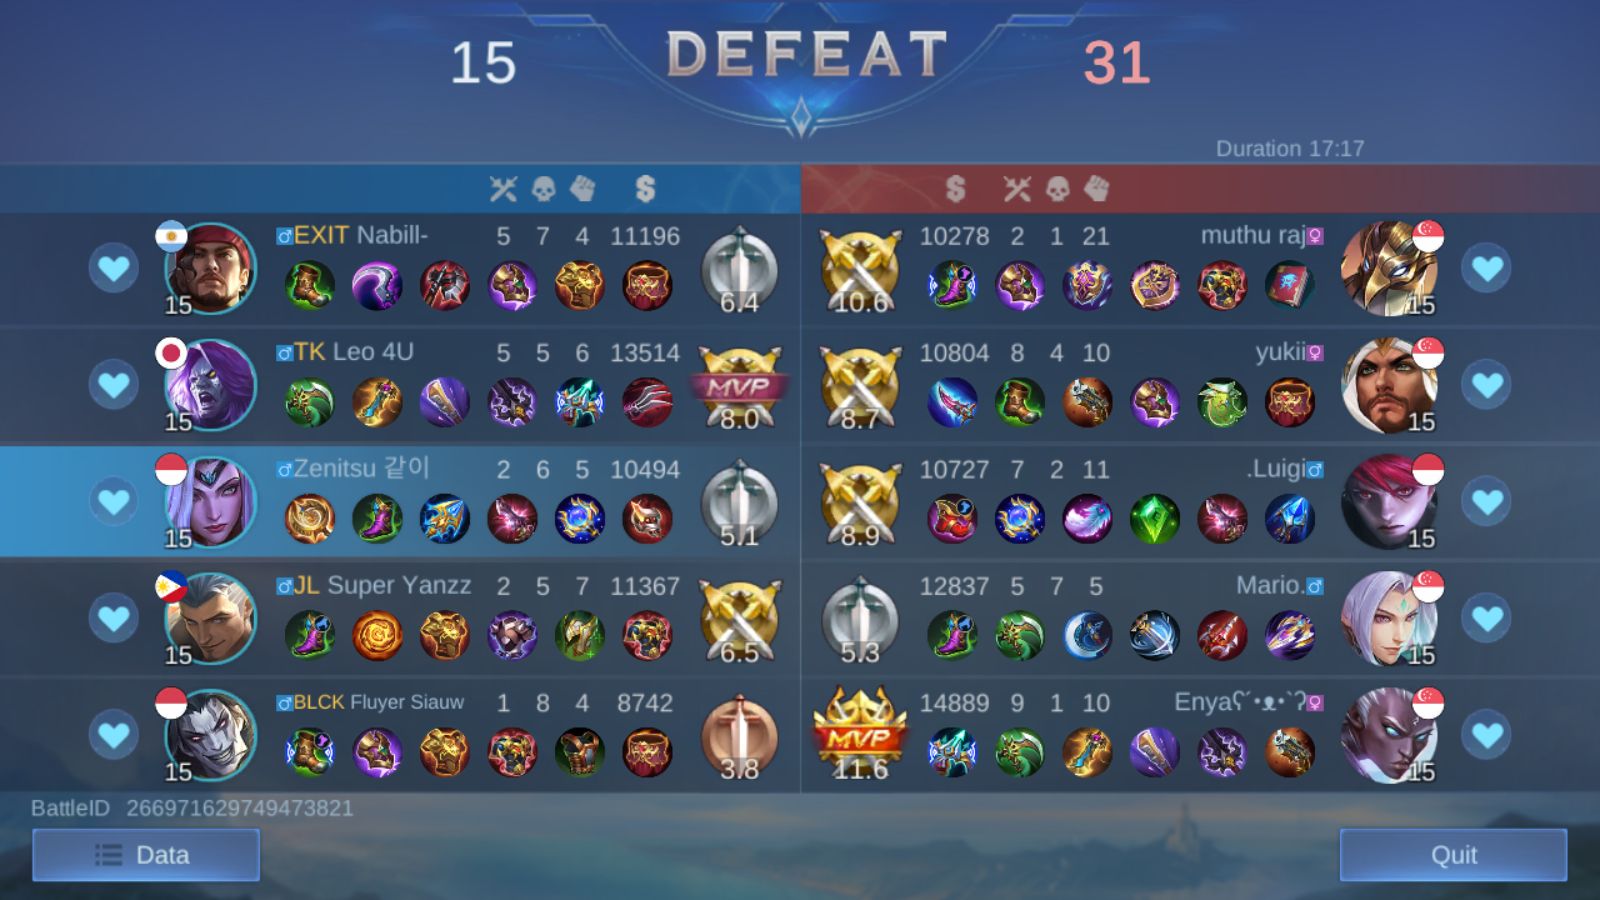 15 DEFEAT 31
Duration 17:17
EXIT Nabill- 5 7 4 11196
15 6.4
10278 2 1 21 muthu raj
10.6 15
TK Leo 4U 5 5 6 13514
15 MVP 8.0
10804 8 4 10 yukii
8.7 15
Zenitsu 같이 2 6 5 10494
15 5.1
10727 7 2 11 .Luigi
8.9 15
JL Super Yanzz 2 5 7 11367
15 6.5
12837 5 7 5 Mario.
5.3 15
BLCK Fluyer Siauw 1 8 4 8742
15 3.8
14889 9 1 10 Enyaʕ´•ᴥ•`ʔ
MVP 11.6 15
BattleID 266971629749473821
Data
Quit